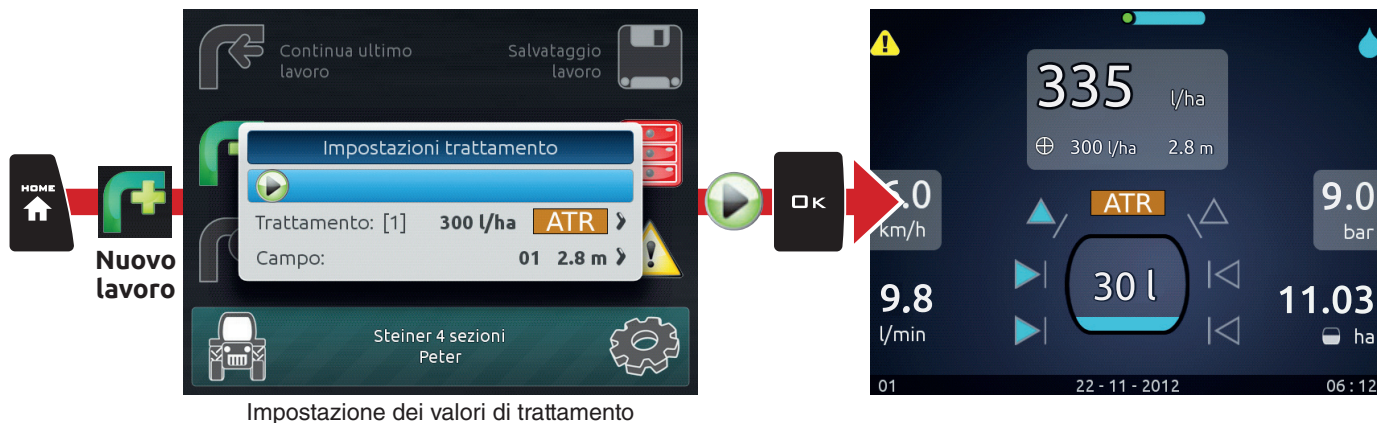 HOME
Nuovo
lavoro
Continua ultimo
lavoro
Salvataggio
lavoro
Impostazioni trattamento
Trattamento: [1] 300 l/ha ATR
Campo: 01 2.8 m
Steiner 4 sezioni
Peter
Impostazione dei valori di trattamento
OK
335 l/ha
300 l/ha 2.8 m
.0
km/h
ATR
9.0
bar
30 l
9.8
l/min
11.03
ha
01 22 - 11 - 2012 06 : 12